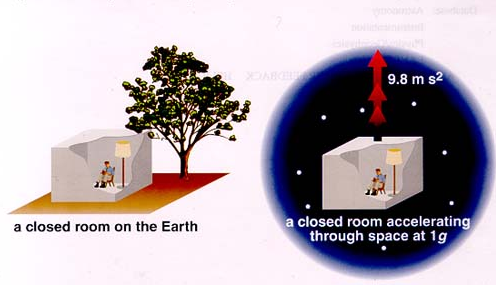 9.8 m s²
a closed room on the Earth
a closed room accelerating
through space at 1g